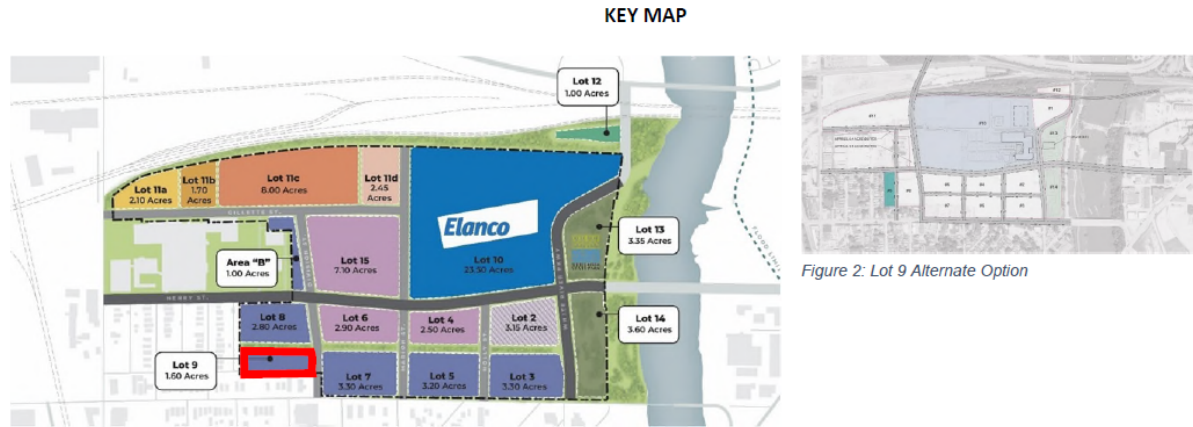 KEY MAP
Lot 12
1.00 Acres
Lot 11a
2.10 Acres
Lot 11b
1.70
Acres
Lot 11c
8.00 Acres
Lot 11d
2.45
Acres
GILLETTE ST.
Elanco
Lot 10
23.50 Acres
Lot 13
3.35 Acres
Area "B"
1.00 Acres
Lot 15
7.10 Acres
HENRY ST.
Lot 14
3.60 Acres
Lot 8
2.80 Acres
Lot 6
2.90 Acres
Lot 4
2.50 Acres
Lot 2
3.15 Acres
Lot 9
1.60 Acres
Lot 7
3.30 Acres
Lot 5
3.20 Acres
Lot 3
3.30 Acres
Figure 2: Lot 9 Alternate Option